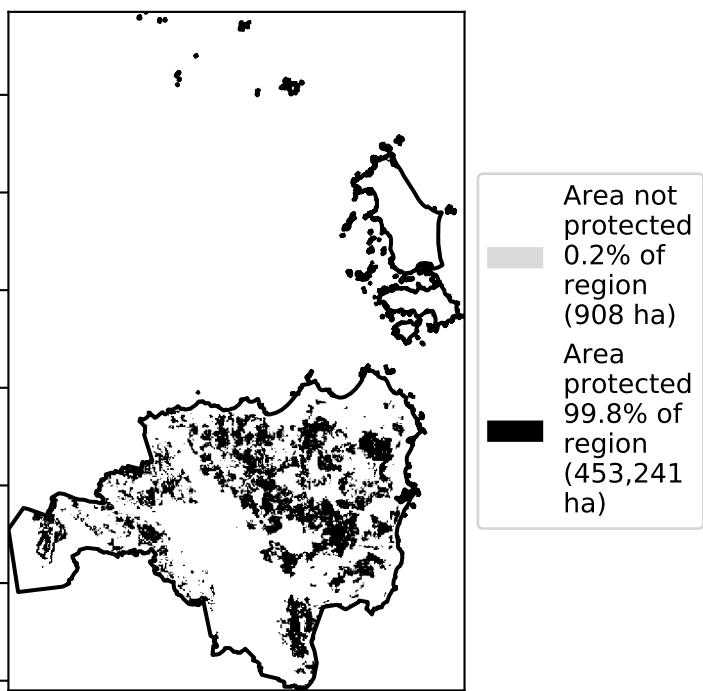 Area not
protected
0.2% of
region
(908 ha)
Area
protected
99.8% of
region
(453,241
ha)